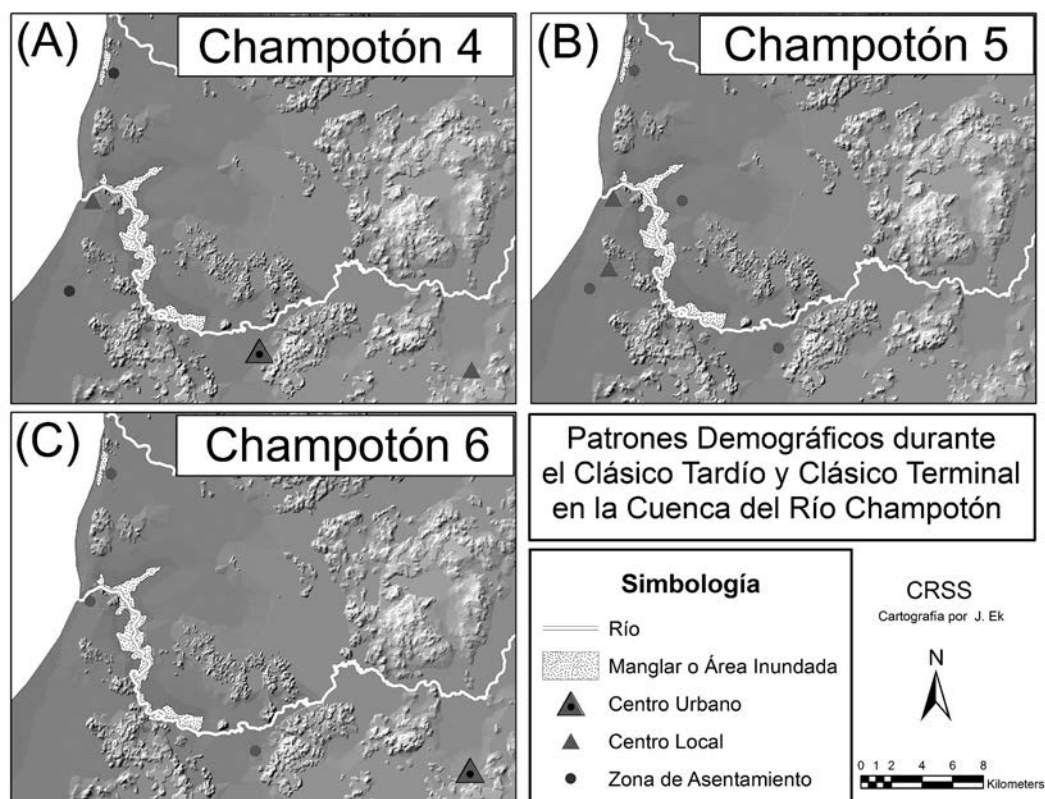 (A)
Champotón 4
(B)
Champotón 5
(C)
Champotón 6
Patrones Demográficos durante
el Clásico Tardío y Clásico Terminal
en la Cuenca del Río Champotón
Simbología
Río
Manglar o Área Inundada
Centro Urbano
Centro Local
Zona de Asentamiento
CRSS
Cartografía por J. Ek
N
0 1 2 4 6 8
Kilometers